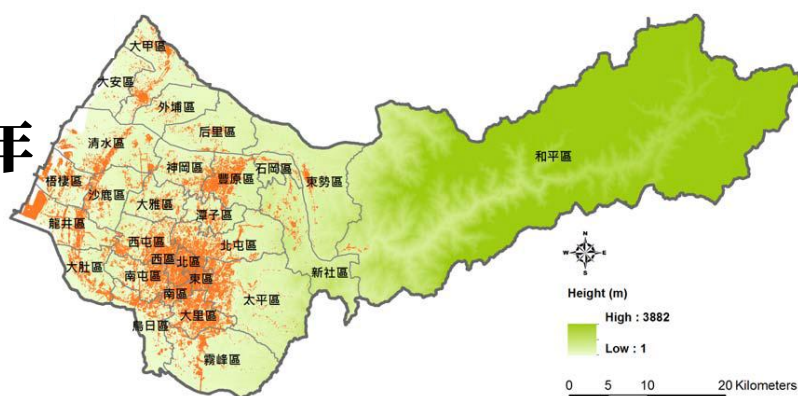 大甲區
大安區
外埔區
年
清水區
后里區
神岡區
豐原區
石岡區
東勢區
和平區
梧棲區
沙鹿區
大雅區
潭子區
龍井區
西屯區
北屯區
西區
北區
大肚區
南屯區
東區
新社區
南區
太平區
烏日區
大里區
霧峰區
N
W
E
S
Height (m)
High : 3882
Low : 1
0 5 10 20 Kilometers